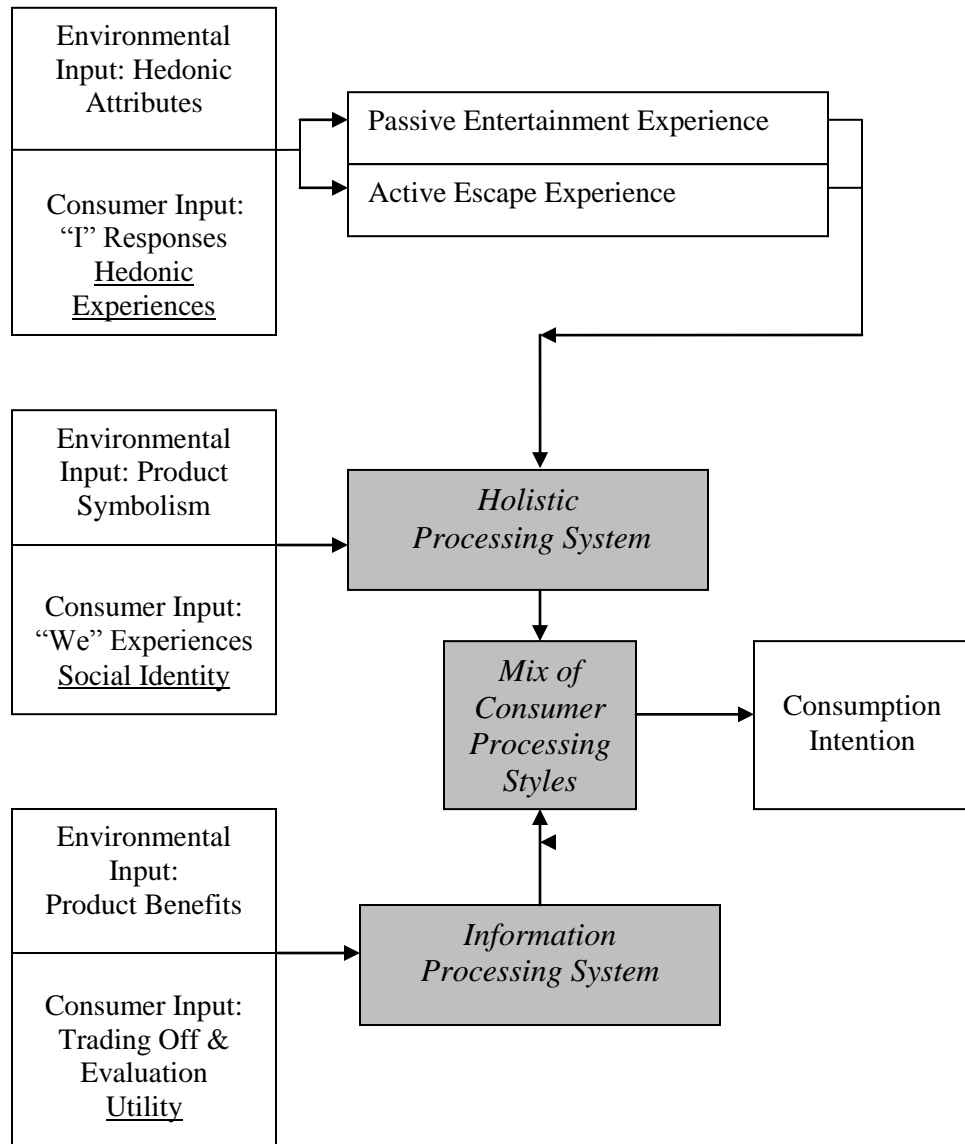 Environmental
Input: Hedonic
Attributes
Consumer Input:
“I” Responses
Hedonic
Experiences
Passive Entertainment Experience
Active Escape Experience
Environmental
Input: Product
Symbolism
Consumer Input:
“We” Experiences
Social Identity
Holistic
Processing System
Mix of
Consumer
Processing
Styles
Consumption
Intention
Environmental
Input:
Product Benefits
Consumer Input:
Trading Off &
Evaluation
Utility
Information
Processing System